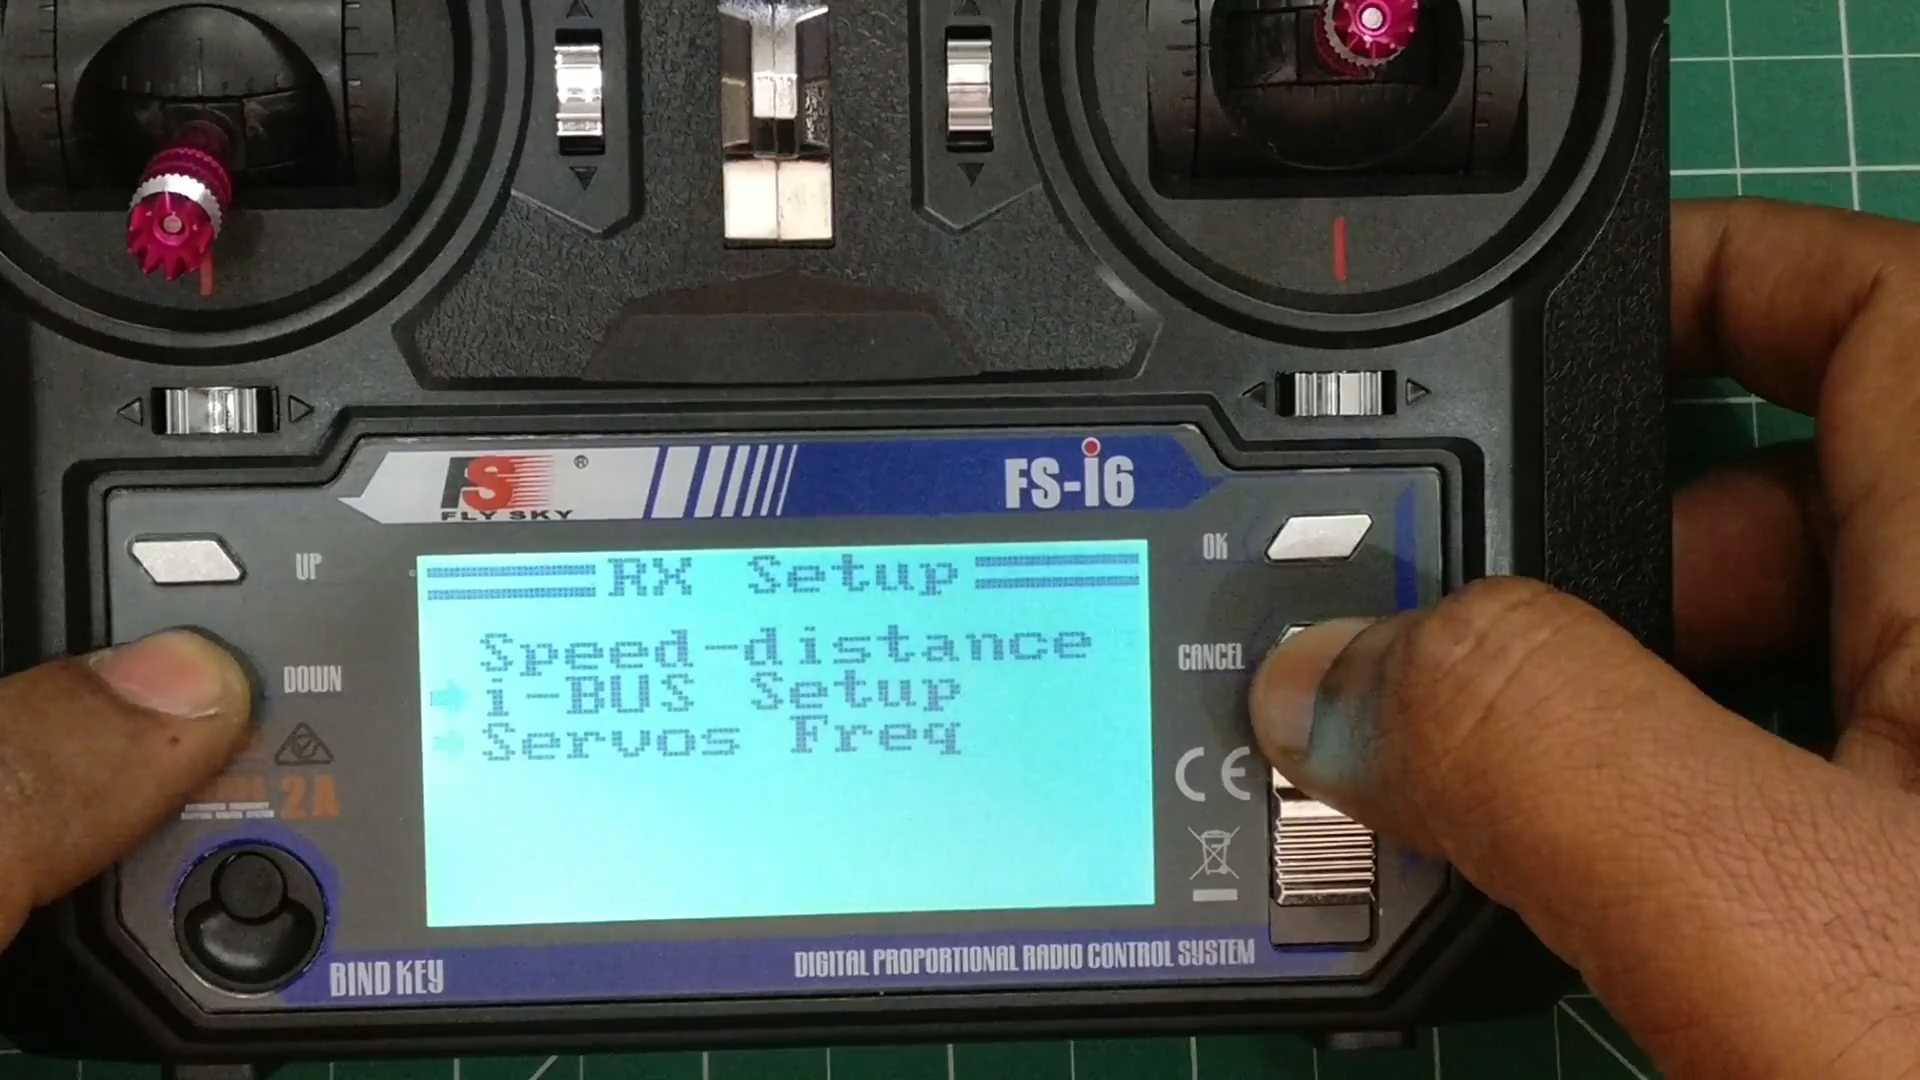 FS ®
FLY SKY
FS-i6
UP
OK
RX Setup
Speed-distance
DOWN
CANCEL
i-BUS Setup
Servos Freq
2A
CE
BIND KEY
DIGITAL PROPORTIONAL RADIO CONTROL SYSTEM